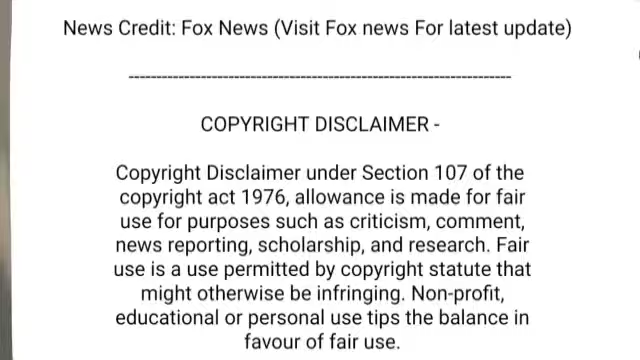 News Credit: Fox News (Visit Fox news For latest update)
----------------------------------------------------------------------
COPYRIGHT DISCLAIMER -
Copyright Disclaimer under Section 107 of the
copyright act 1976, allowance is made for fair
use for purposes such as criticism, comment,
news reporting, scholarship, and research. Fair
use is a use permitted by copyright statute that
might otherwise be infringing. Non-profit,
educational or personal use tips the balance in
favour of fair use.